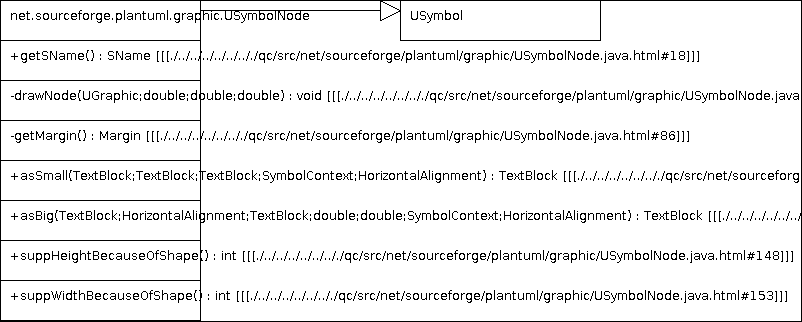 net.sourceforge.plantuml.graphic.USymbolNode
USymbol
+getSName() : SName [[[./../../../../../../../qc/src/net/sourceforge/plantuml/graphic/USymbolNode.java.html#18]]]
-drawNode(UGraphic;double;double;double) : void [[[./../../../../../../../qc/src/net/sourceforge/plantuml/graphic/USymbolNode.java
-getMargin() : Margin [[[./../../../../../../../qc/src/net/sourceforge/plantuml/graphic/USymbolNode.java.html#86]]]
+asSmall(TextBlock;TextBlock;TextBlock;SymbolContext;HorizontalAlignment) : TextBlock [[[./../../../../../../../qc/src/net/sourceforg
+asBig(TextBlock;HorizontalAlignment;TextBlock;double;double;SymbolContext;HorizontalAlignment) : TextBlock [[[./../../../../../..
+suppHeightBecauseOfShape() : int [[[./../../../../../../../qc/src/net/sourceforge/plantuml/graphic/USymbolNode.java.html#148]]]
+suppWidthBecauseOfShape() : int [[[./../../../../../../../qc/src/net/sourceforge/plantuml/graphic/USymbolNode.java.html#153]]]